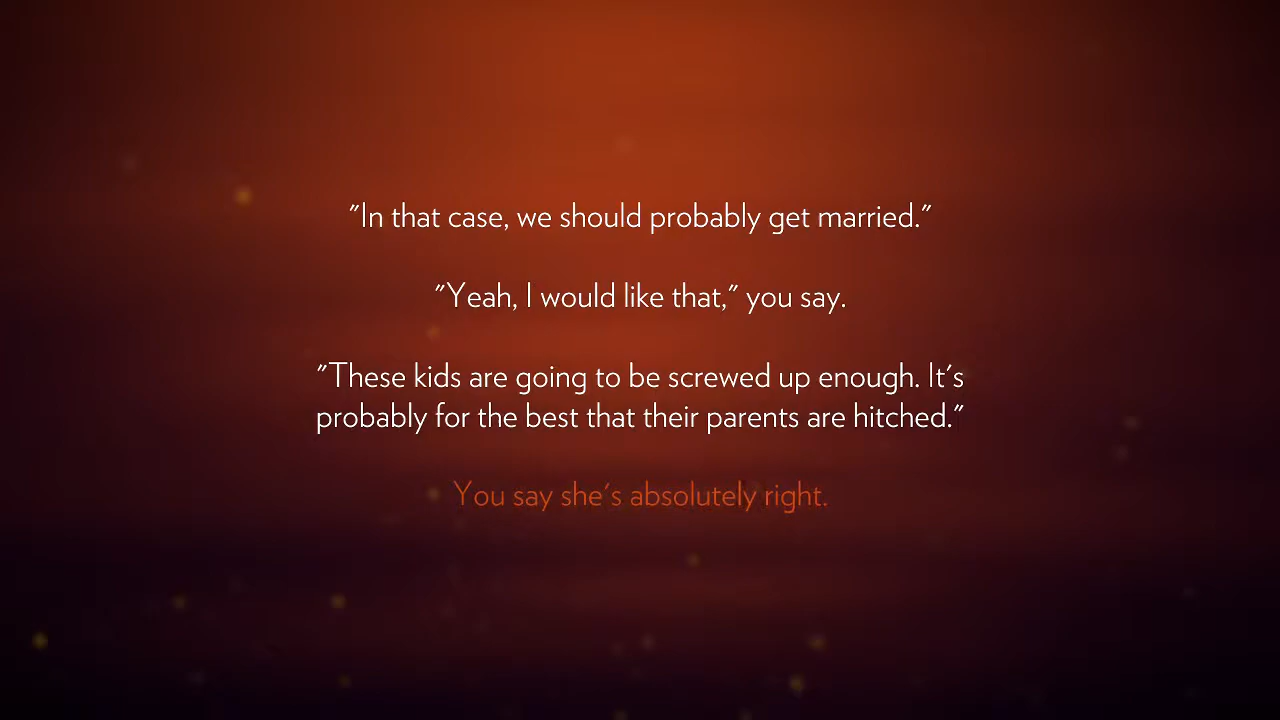 "In that case, we should probably get married."
"Yeah, I would like that," you say.
"These kids are going to be screwed up enough. It's
probably for the best that their parents are hitched."
You say she's absolutely right.